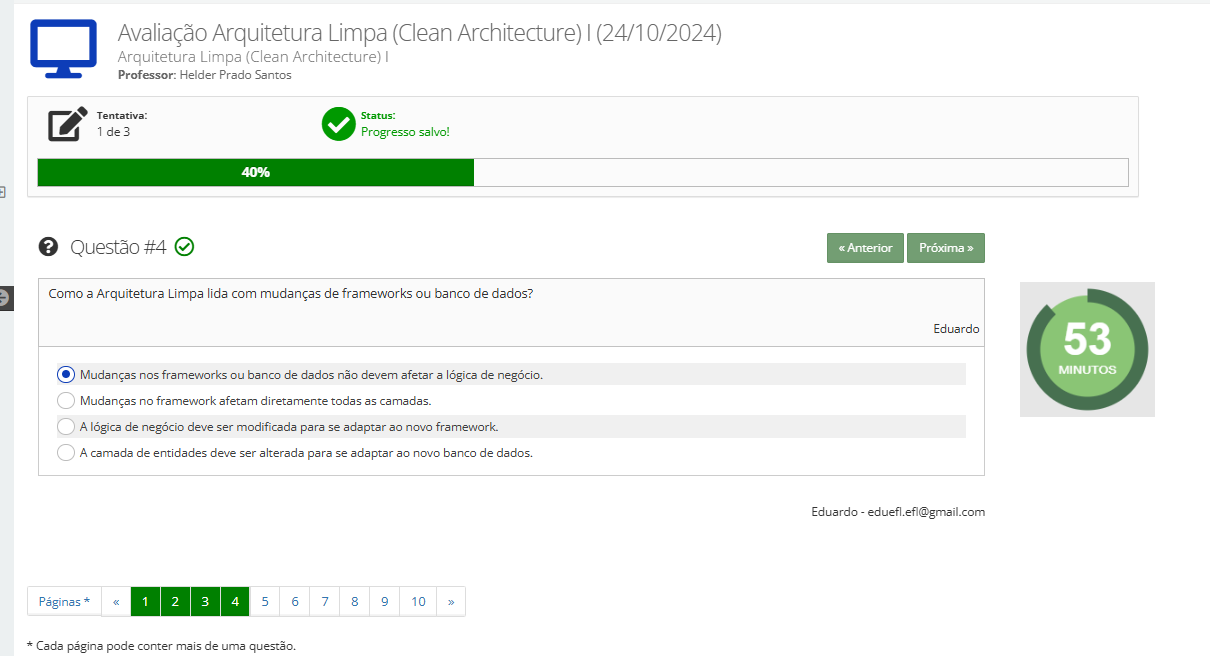 Avaliação Arquitetura Limpa (Clean Architecture) I (24/10/2024)
Arquitetura Limpa (Clean Architecture) I
Professor: Helder Prado Santos
Tentativa:
1 de 3
Status:
Progresso salvo!
40%
Questão #4
« Anterior
Próxima »
Como a Arquitetura Limpa lida com mudanças de frameworks ou banco de dados?
Eduardo
Mudanças nos frameworks ou banco de dados não devem afetar a lógica de negócio.
Mudanças no framework afetam diretamente todas as camadas.
A lógica de negócio deve ser modificada para se adaptar ao novo framework.
A camada de entidades deve ser alterada para se adaptar ao novo banco de dados.
53
MINUTOS
Eduardo - eduefl.efl@gmail.com
Páginas * « 1 2 3 4 5 6 7 8 9 10 »
* Cada página pode conter mais de uma questão.